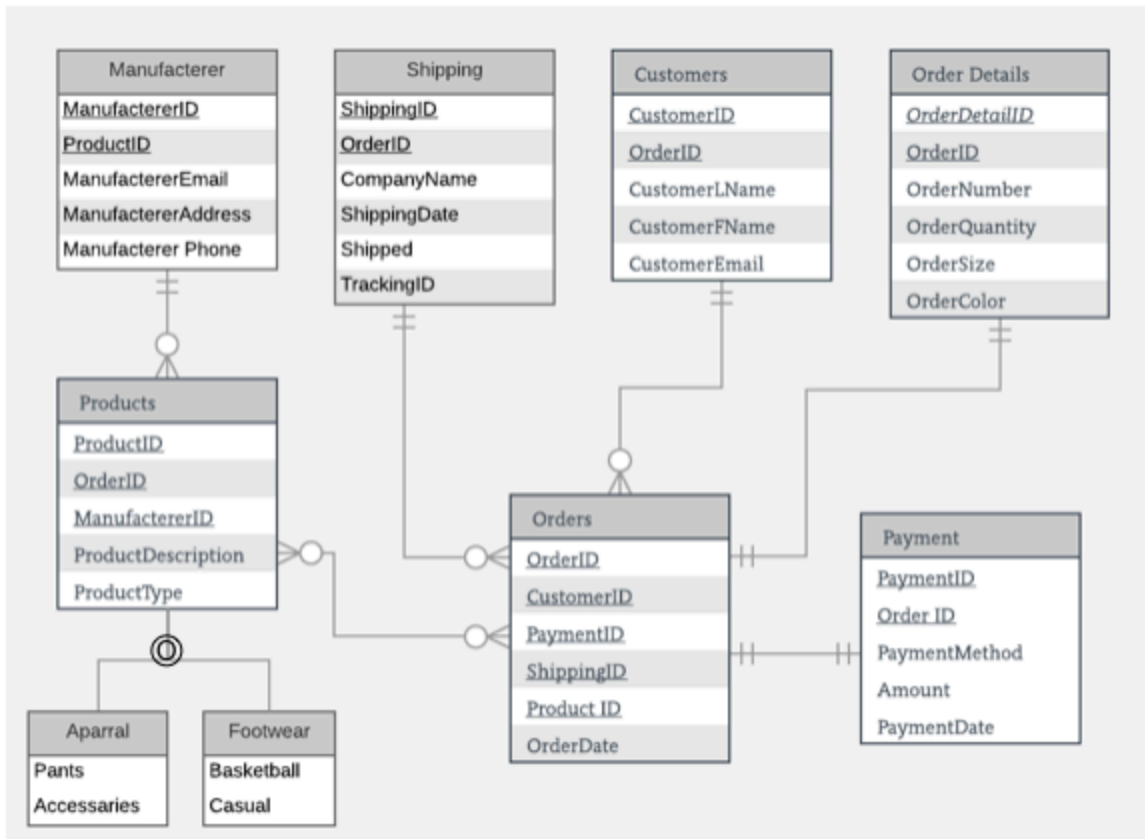 Manufacterer
ManufacterID
ProductID
ManufactererEmail
ManufactererAddress
Manufacterer Phone
Shipping
ShippingID
OrderID
CompanyName
ShippingDate
Shipped
TrackingID
Customers
CustomerID
OrderID
CustomerLName
CustomerFName
CustomerEmail
Order Details
OrderDetailID
OrderID
OrderNumber
OrderQuantity
OrderSize
OrderColor
Products
ProductID
OrderID
ManufactererID
ProductDescription
ProductType
Orders
OrderID
CustomerID
PaymentID
ShippingID
Product ID
OrderDate
Payment
PaymentID
Order ID
PaymentMethod
Amount
PaymentDate
O
Aparral
Pants
Accessaries
Footwear
Basketball
Casual